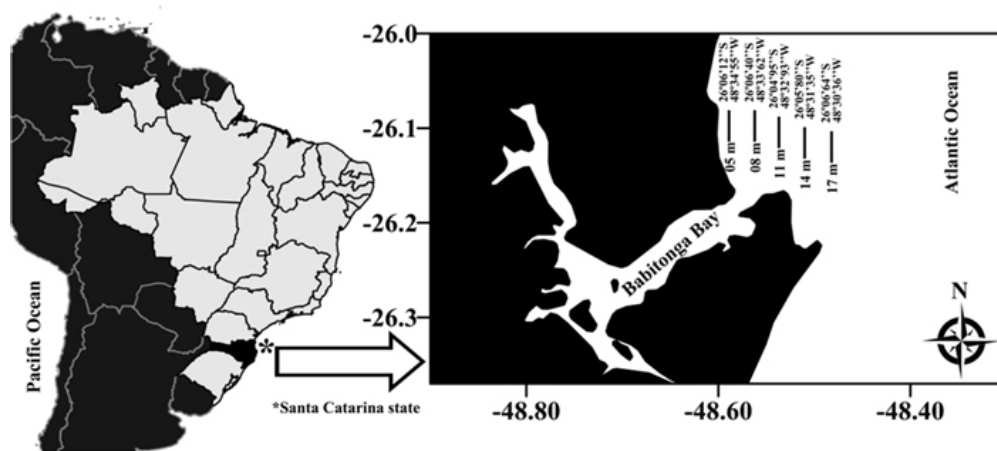 Pacific Ocean
*
*Santa Catarina state
-26.0
-26.1
-26.2
-26.3
-48.80
-48.60
-48.40
26°06'12"S
48°34'55"W
26°06'40"S
48°33'62"W
26°04'95"S
48°32'93"W
26°05'80"S
48°31'35"W
26°06'64"S
48°30'36"W
05 m
08 m
11 m
14 m
17 m
Babitonga Bay
Atlantic Ocean
N